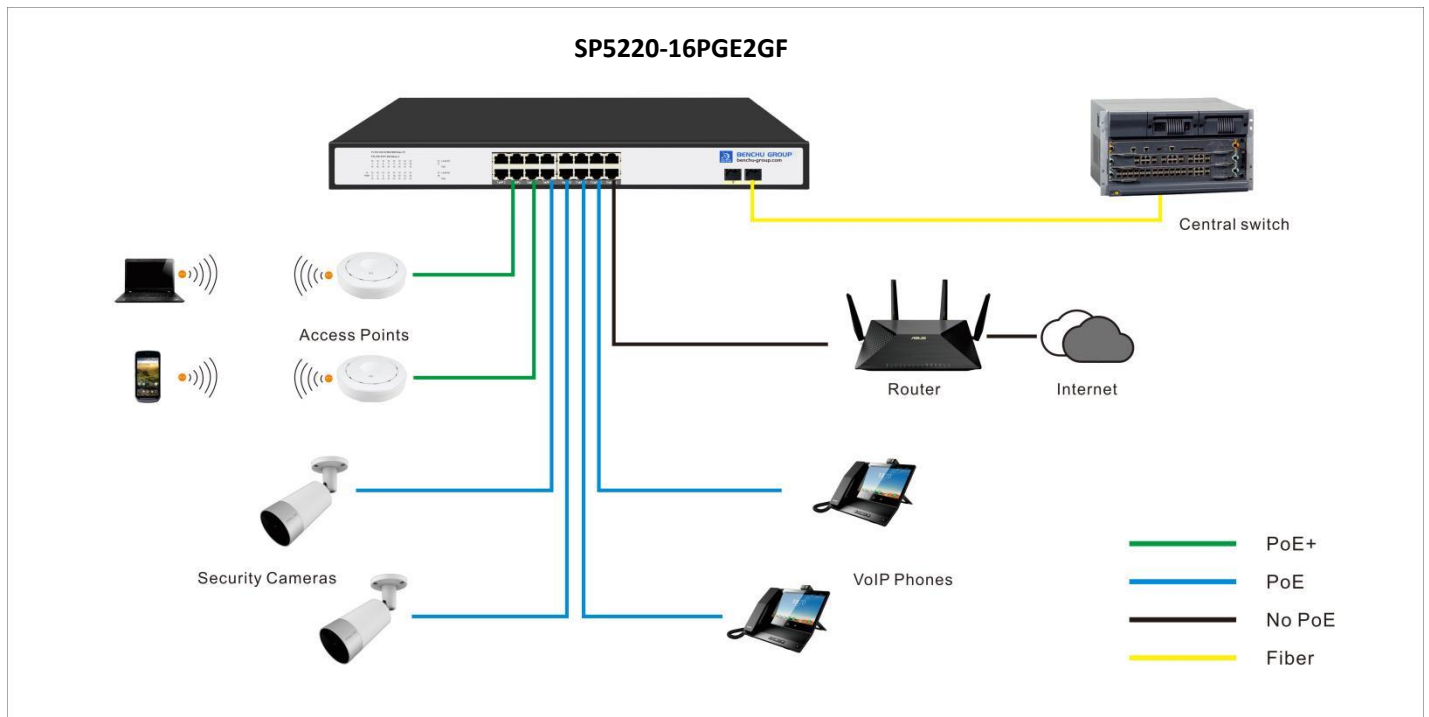 SP5220-16PGE2GF
BENCHU GROUP
benchu-group.com
Central switch
Access Points
Router
Internet
Security Cameras
VoIP Phones
PoE+
PoE
No PoE
Fiber